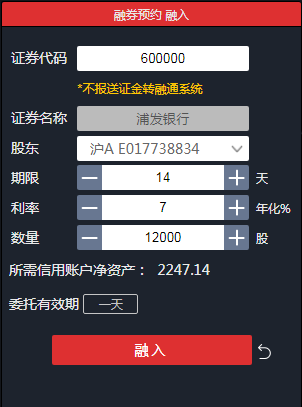 融券预约 融入
证券代码 600000
*不报送证金转融通系统
证券名称 浦发银行
股东 沪A E017738834
期限 — 14 + 天
利率 — 7 + 年化%
数量 — 12000 + 股
所需信用账户净资产： 2247.14
委托有效期 一天
融入